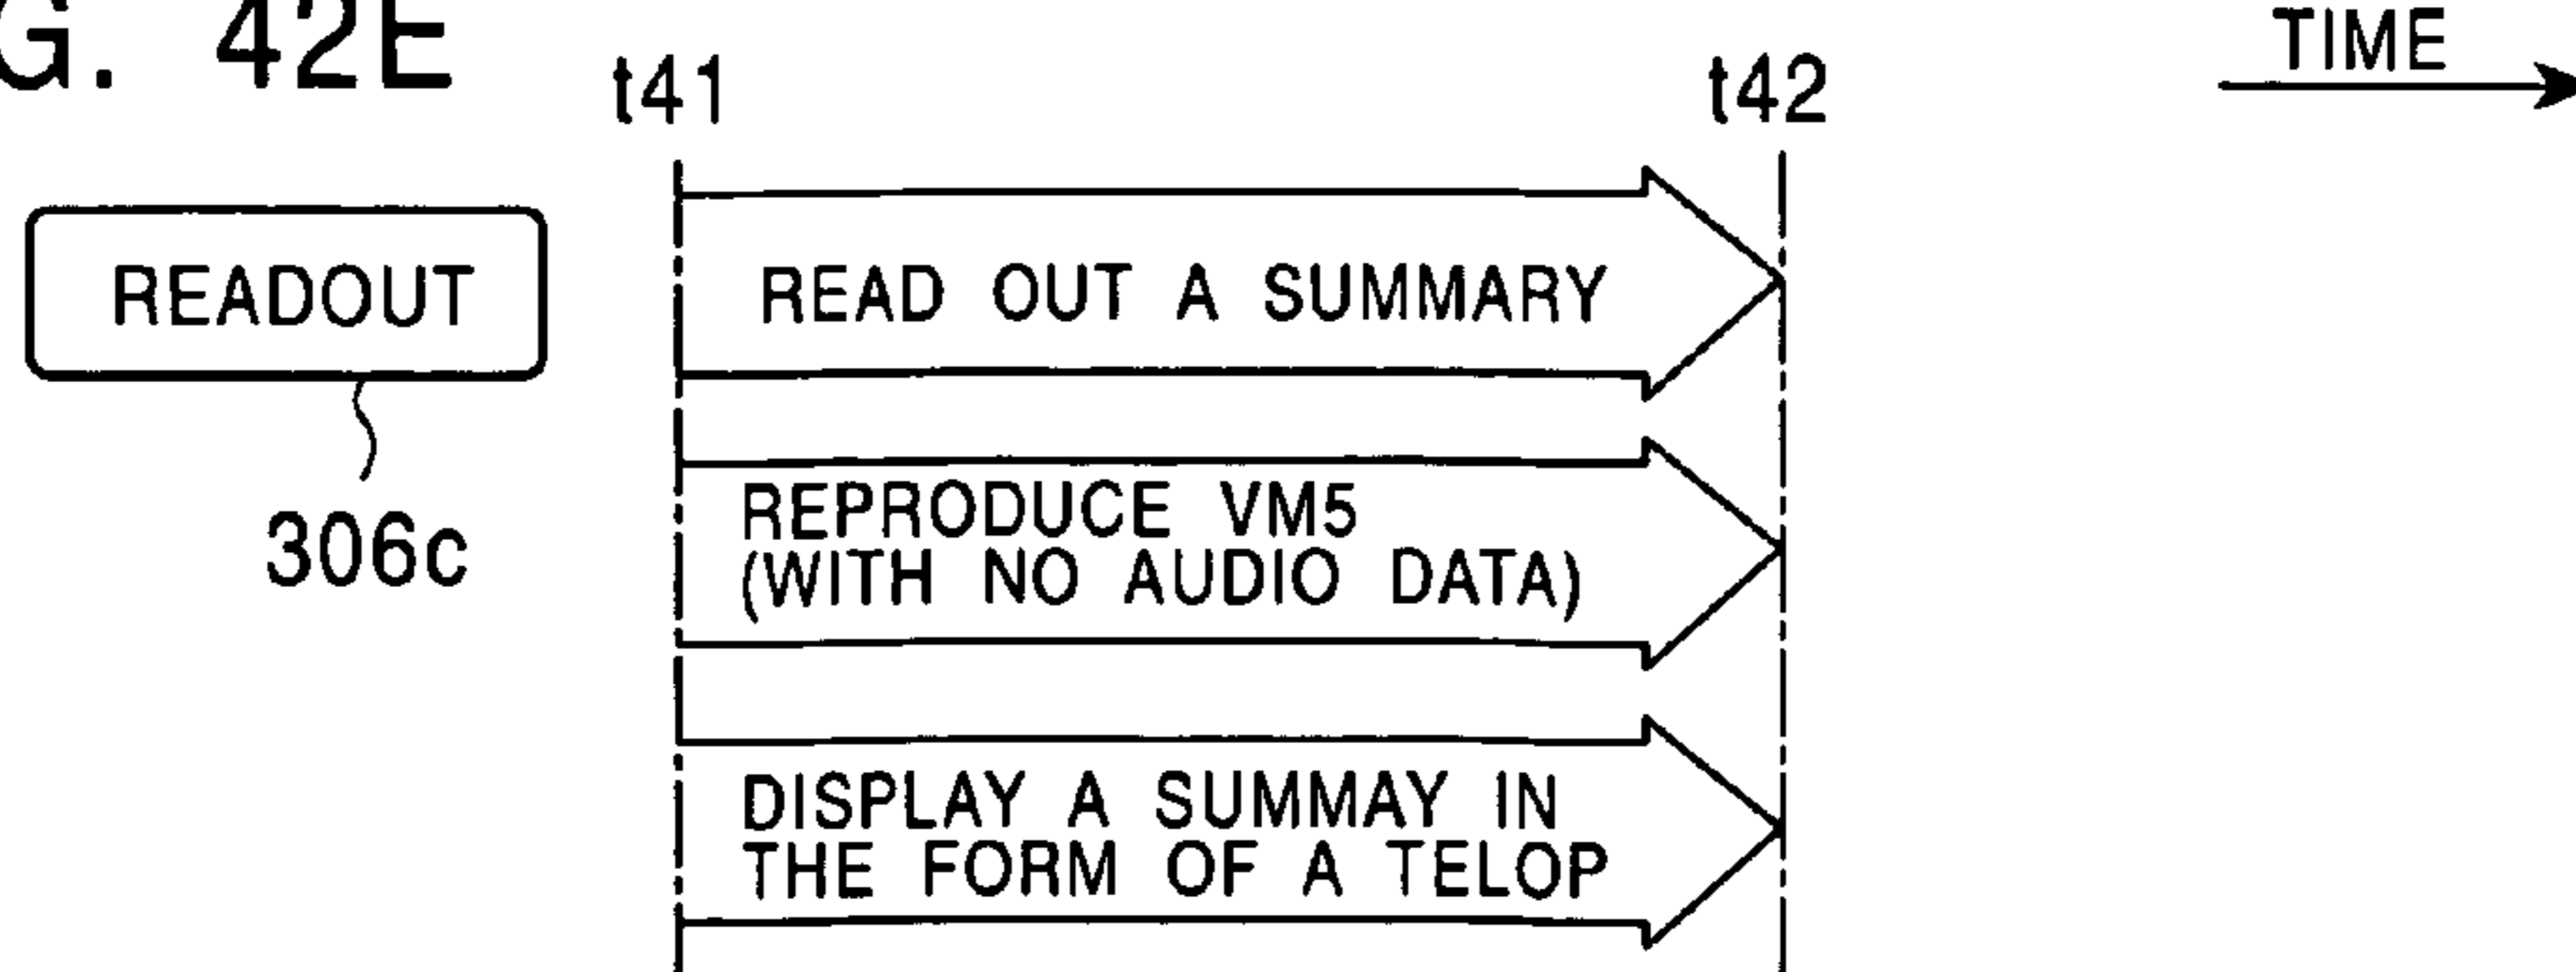 G. 42E
TIME
t41
t42
READOUT
306c
READ OUT A SUMMARY
REPRODUCE VM5
(WITH NO AUDIO DATA)
DISPLAY A SUMMAY IN
THE FORM OF A TELOP